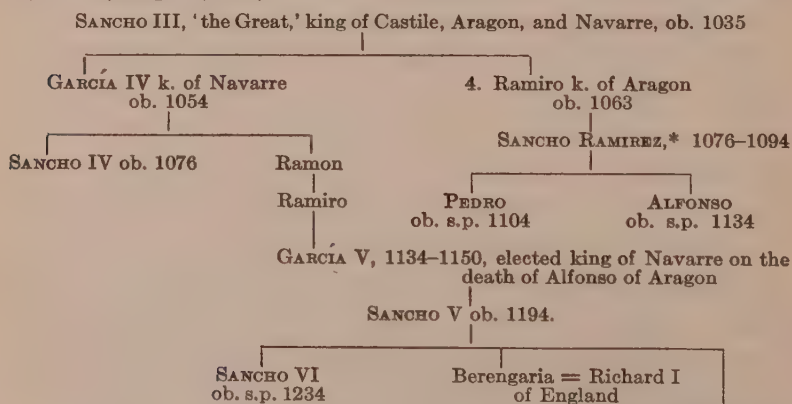 SANCHO III, 'the Great,' king of Castile, Aragon, and Navarre, ob. 1035
GARCÍA IV k. of Navarre
ob. 1054
4. Ramiro k. of Aragon
ob. 1063
SANCHO RAMIREZ,* 1076–1094
SANCHO IV ob. 1076
Ramon
Ramiro
PEDRO
ob. s.p. 1104
ALFONSO
ob. s.p. 1134
GARCÍA V, 1134–1150, elected king of Navarre on the
death of Alfonso of Aragon
SANCHO V ob. 1194.
SANCHO VI
ob. s.p. 1234
Berengaria = Richard I
of England